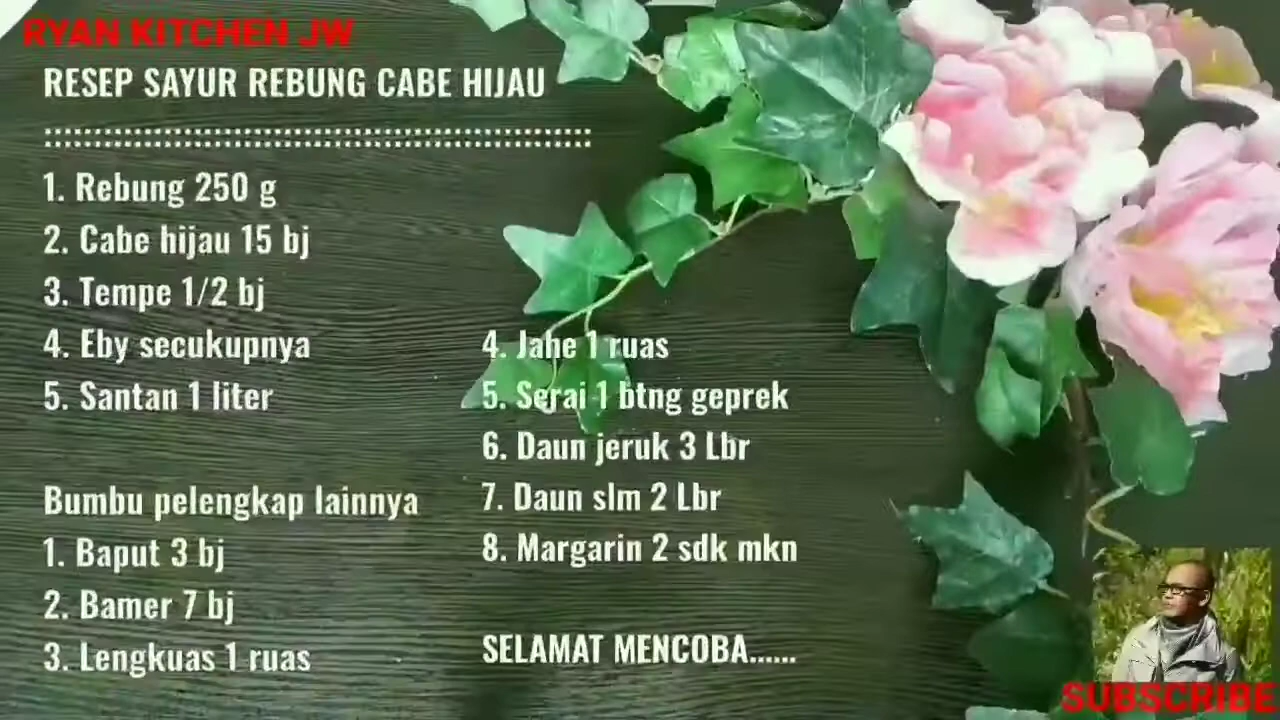 RYAN KITCHEN JW
RESEP SAYUR REBUNG CABE HIJAU
1. Rebung 250 g
2. Cabe hijau 15 bj
3. Tempe 1/2 bj
4. Eby secukupnya
5. Santan 1 liter
Bumbu pelengkap lainnya
1. Baput 3 bj
2. Bamer 7 bj
3. Lengkuas 1 ruas
4. Jahe 1 ruas
5. Serai 1 btng geprek
6. Daun jeruk 3 Lbr
7. Daun slm 2 Lbr
8. Margarin 2 sdk mkn
SELAMAT MENCOBA......
SUBSCRIBE